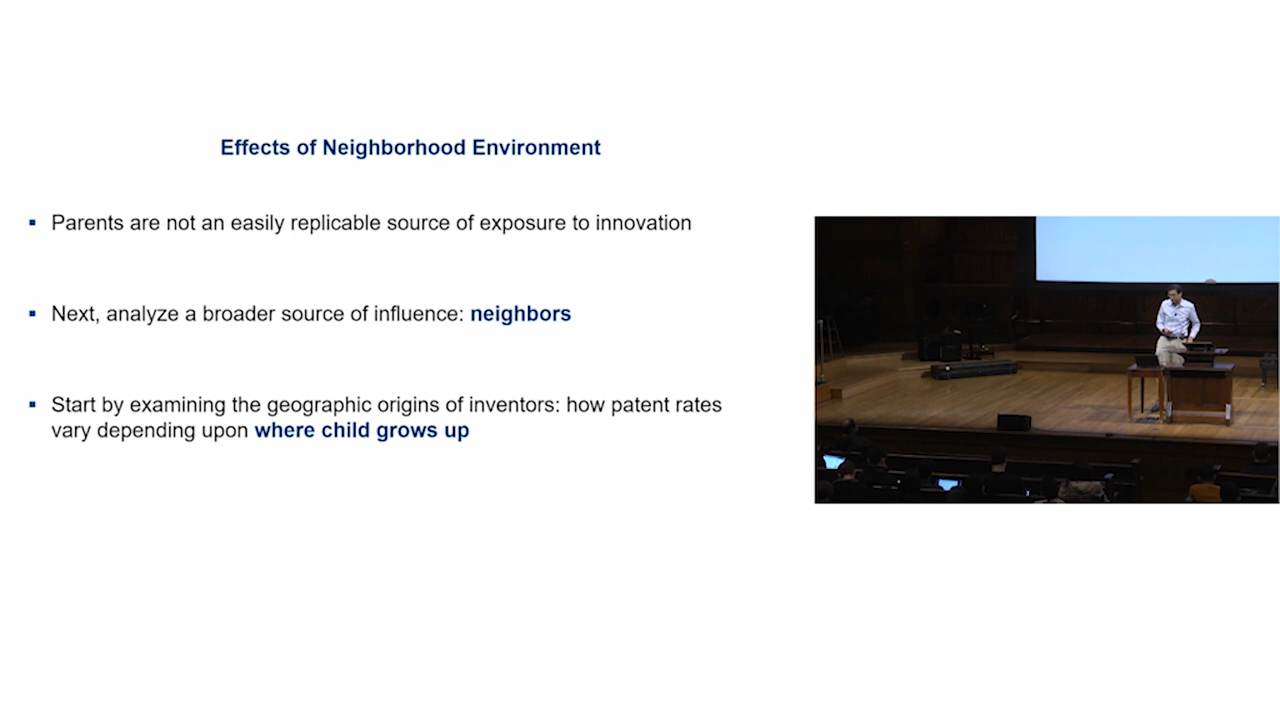 Effects of Neighborhood Environment
▪ Parents are not an easily replicable source of exposure to innovation
▪ Next, analyze a broader source of influence: neighbors
▪ Start by examining the geographic origins of inventors: how patent rates
vary depending upon where child grows up